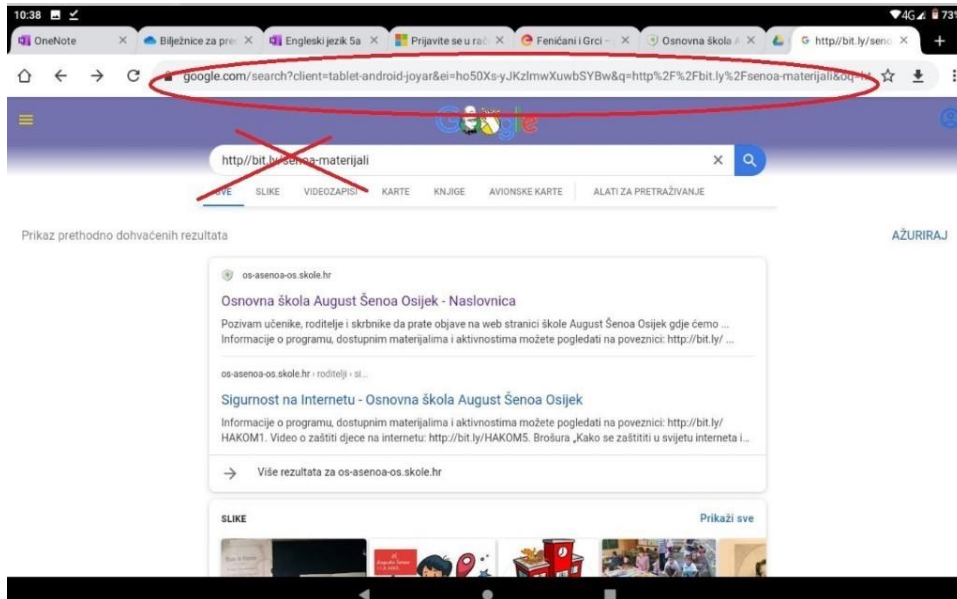 10:38 4G 73%
OneNote Bilježnice za pre Engleski jezik 5a Prijavite se u rač Feničani i Grci – Osnovna škola http//bit.ly/seno
google.com/search?client=tablet-android-joyar&ei=ho50Xs-yJKzlmwXuwbSYBw&q=http%2F%2Fbit.ly%2Fsenoa-materijali&oq=
Google
http//bit.ly/senoa-materijali
SVE SLIKE VIDEOZAPISI KARTE KNJIGE AVIONSKE KARTE ALATI ZA PRETRAŽIVANJE
Prikaz prethodno dohvaćenih rezultata AŽURIRAJ
os-asenoa-os.skole.hr
Osnovna škola August Šenoa Osijek - Naslovnica
Pozivam učenike, roditelje i skrbnike da prate objave na web stranici škole August Šenoa Osijek gdje ćemo ...
Informacije o programu, dostupnim materijalima i aktivnostima možete pogledati na poveznici: http://bit.ly/ ...
os-asenoa-os.skole.hr › roditelji › si...
Sigurnost na Internetu - Osnovna škola August Šenoa Osijek
Informacije o programu, dostupnim materijalima i aktivnostima možete pogledati na poveznici: http://bit.ly/
HAKOM1. Video o zaštiti djece na internetu: http://bit.ly/HAKOM5. Brošura „Kako se zaštititi u svijetu interneta i...
Više rezultata za os-asenoa-os.skole.hr
SLIKE Prikaži sve